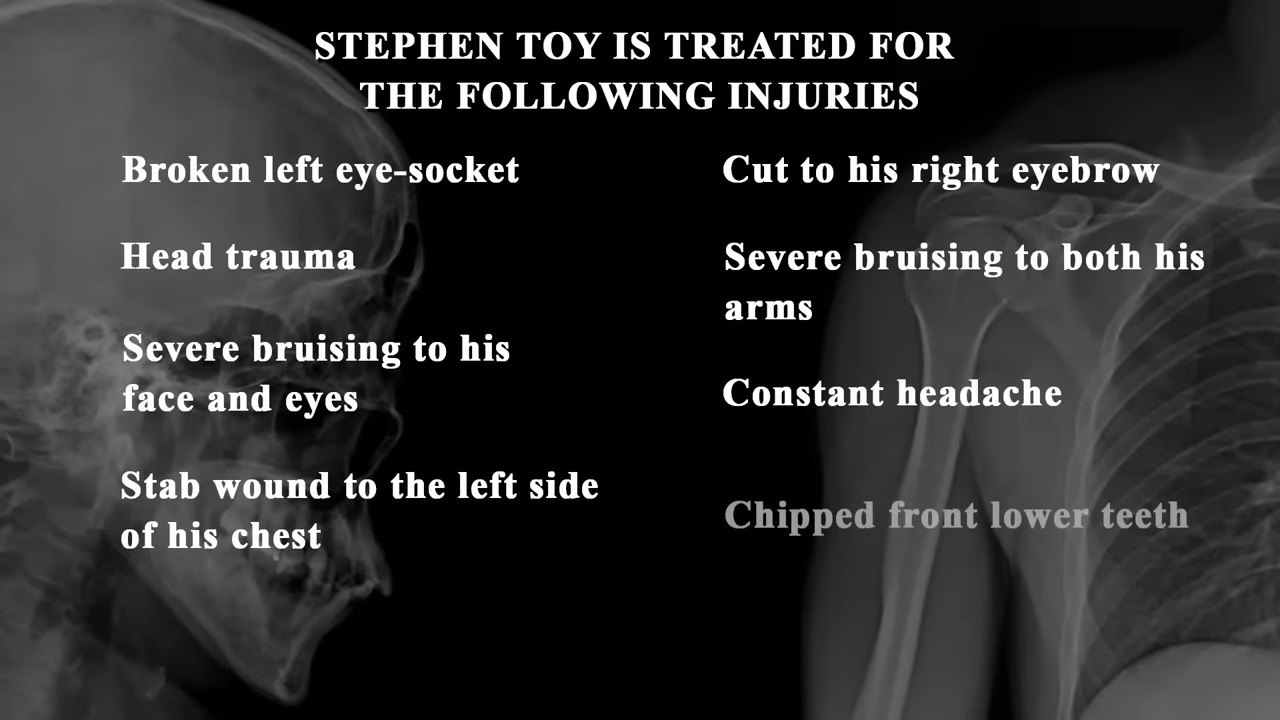 STEPHEN TOY IS TREATED FOR
THE FOLLOWING INJURIES
Broken left eye-socket
Head trauma
Severe bruising to his
face and eyes
Stab wound to the left side
of his chest
Cut to his right eyebrow
Severe bruising to both his
arms
Constant headache
Chipped front lower teeth